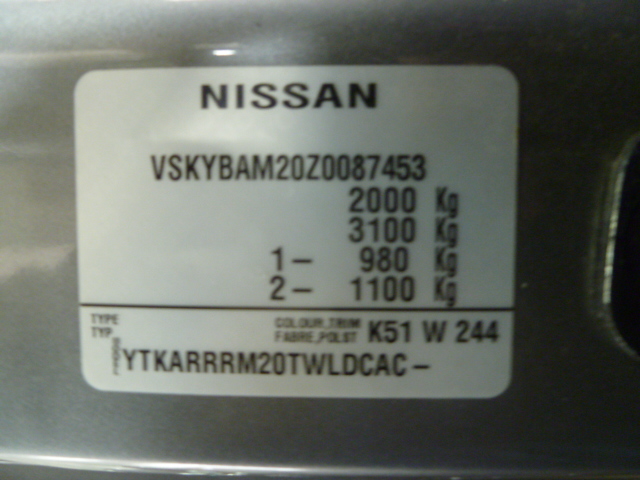 NISSAN
VSKYBAM20Z0087453
2000 Kg
3100 Kg
1- 980 Kg
2- 1100 Kg
TYPE COLOUR,TRIM K51 W 244
TYP FABRE,POLST
YTKARRRM20TWLDCAC-